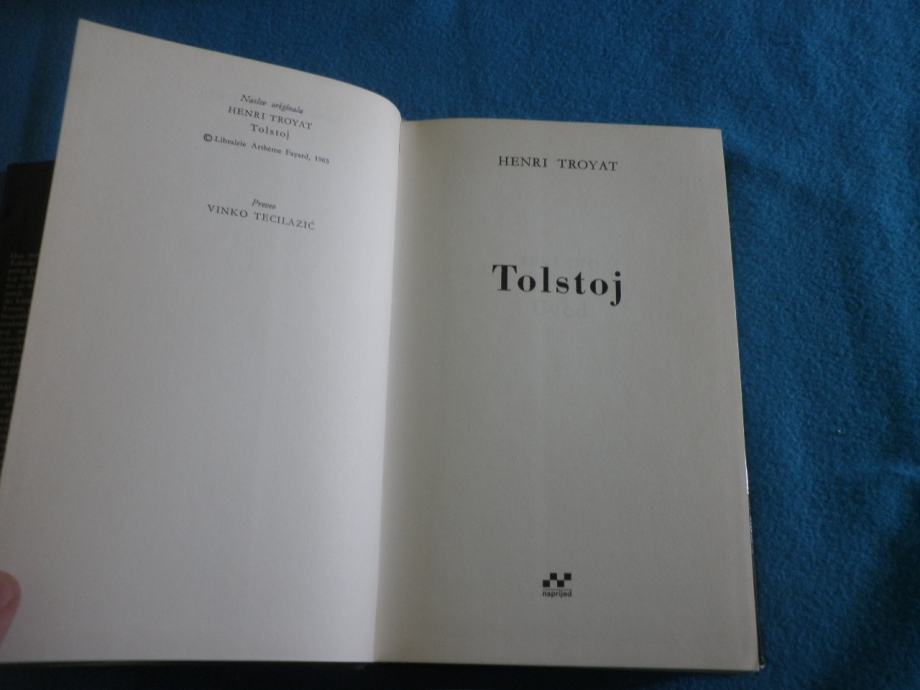 Naslov originala
HENRI TROYAT
Tolstoj
© Librairie Arthème Fayard, 1965
Preveo
VINKO TECILAZIĆ
HENRI TROYAT
Tolstoj
naprijed